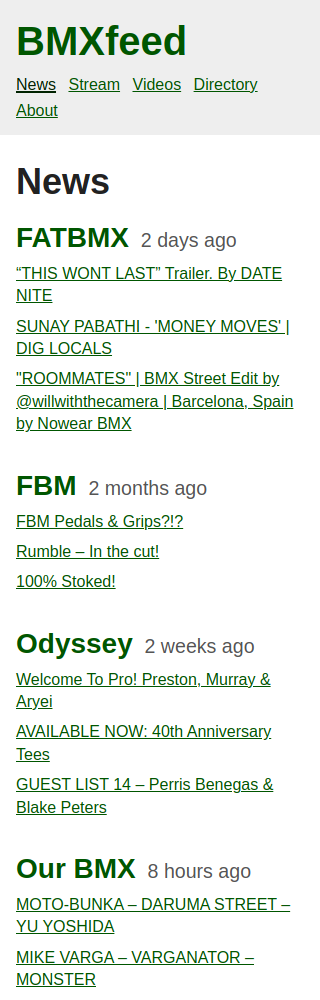 BMXfeed
News Stream Videos Directory
About
News
FATBMX 2 days ago
“THIS WONT LAST” Trailer. By DATE
NITE
SUNAY PABATHI - 'MONEY MOVES' |
DIG LOCALS
"ROOMMATES" | BMX Street Edit by
@willwiththecamera | Barcelona, Spain
by Nowear BMX
FBM 2 months ago
FBM Pedals & Grips?!?
Rumble – In the cut!
100% Stoked!
Odyssey 2 weeks ago
Welcome To Pro! Preston, Murray &
Aryei
AVAILABLE NOW: 40th Anniversary
Tees
GUEST LIST 14 – Perris Benegas &
Blake Peters
Our BMX 8 hours ago
MOTO-BUNKA – DARUMA STREET –
YU YOSHIDA
MIKE VARGA – VARGANATOR –
MONSTER